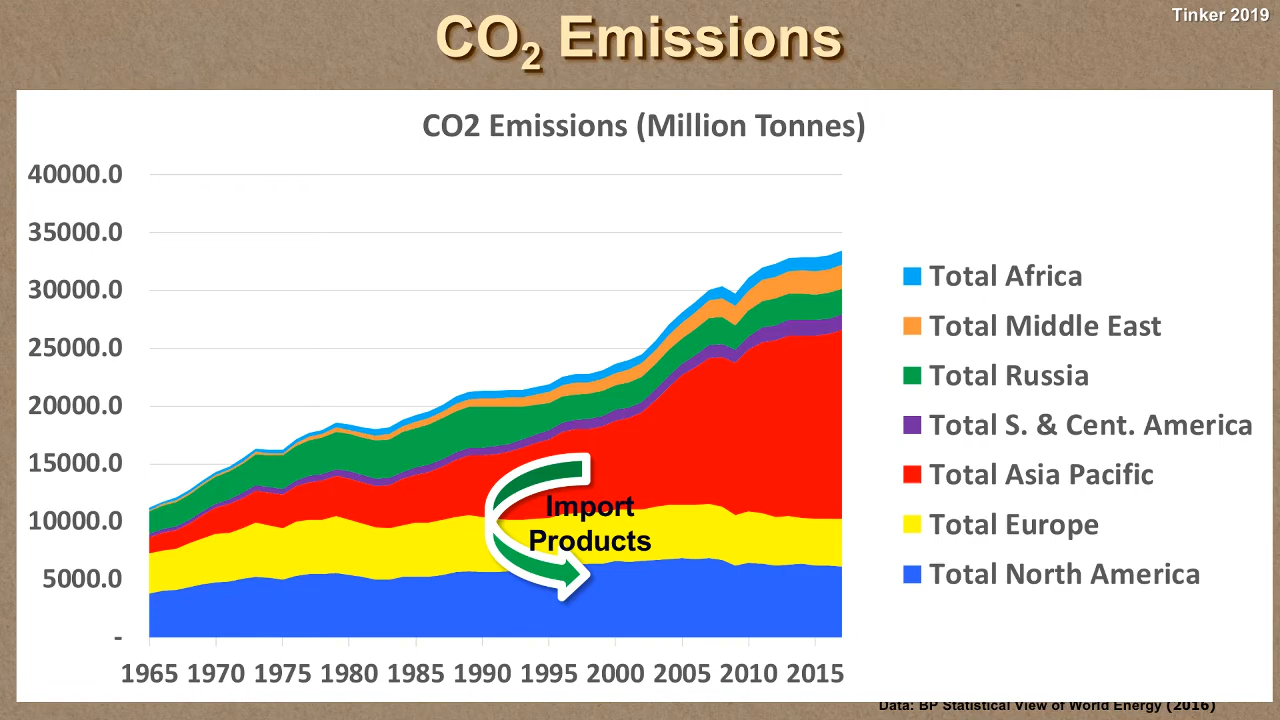 Tinker 2019
CO₂ Emissions
CO2 Emissions (Million Tonnes)
40000.0
35000.0
30000.0
25000.0
20000.0
15000.0
10000.0
5000.0
-
Import
Products
Total Africa
Total Middle East
Total Russia
Total S. & Cent. America
Total Asia Pacific
Total Europe
Total North America
1965 1970 1975 1980 1985 1990 1995 2000 2005 2010 2015
Data: BP Statistical View of World Energy (2016)